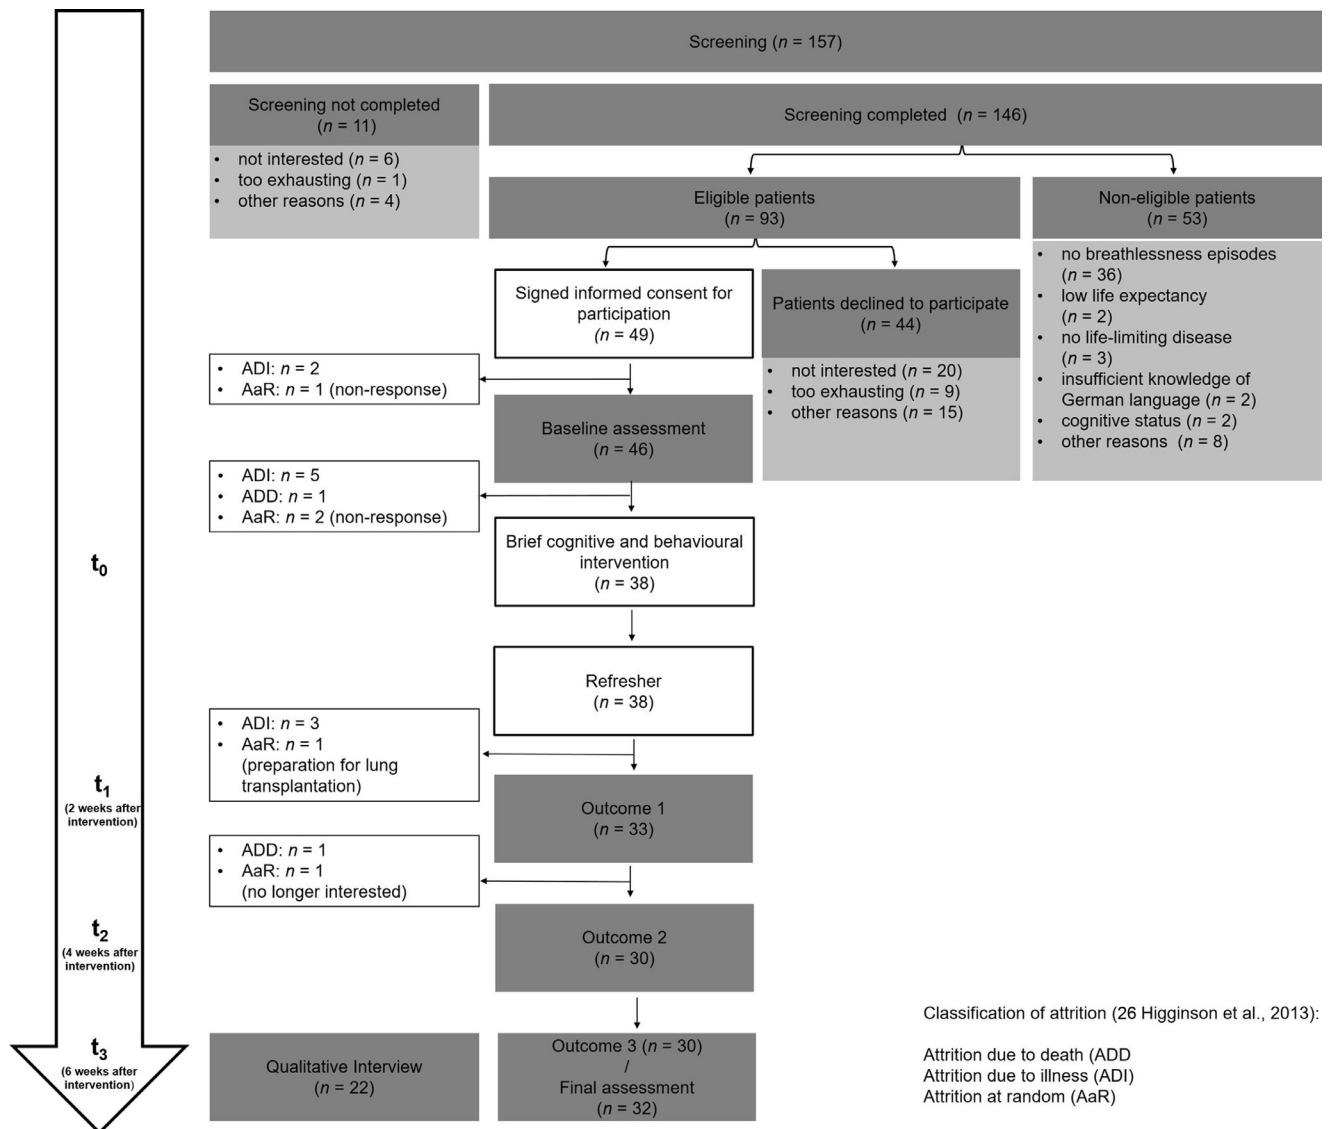 Screening (n = 157)
Screening not completed
(n = 11)
• not interested (n = 6)
• too exhausting (n = 1)
• other reasons (n = 4)
Screening completed (n = 146)
Eligible patients
(n = 93)
Non-eligible patients
(n = 53)
• no breathlessness episodes
(n = 36)
• low life expectancy
(n = 2)
• no life-limiting disease
(n = 3)
• insufficient knowledge of
German language (n = 2)
• cognitive status (n = 2)
• other reasons (n = 8)
Signed informed consent for
participation
(n = 49)
Patients declined to participate
(n = 44)
• not interested (n = 20)
• too exhausting (n = 9)
• other reasons (n = 15)
• ADI: n = 2
• AaR: n = 1 (non-response)
Baseline assessment
(n = 46)
• ADI: n = 5
• ADD: n = 1
• AaR: n = 2 (non-response)
t0
Brief cognitive and behavioural
intervention
(n = 38)
Refresher
(n = 38)
• ADI: n = 3
• AaR: n = 1
(preparation for lung
transplantation)
t1
(2 weeks after
intervention)
Outcome 1
(n = 33)
• ADD: n = 1
• AaR: n = 1
(no longer interested)
t2
(4 weeks after
intervention)
Outcome 2
(n = 30)
t3
(6 weeks after
intervention)
Qualitative Interview
(n = 22)
Outcome 3 (n = 30)
/
Final assessment
(n = 32)
Classification of attrition (26 Higginson et al., 2013):
Attrition due to death (ADD
Attrition due to illness (ADI)
Attrition at random (AaR)